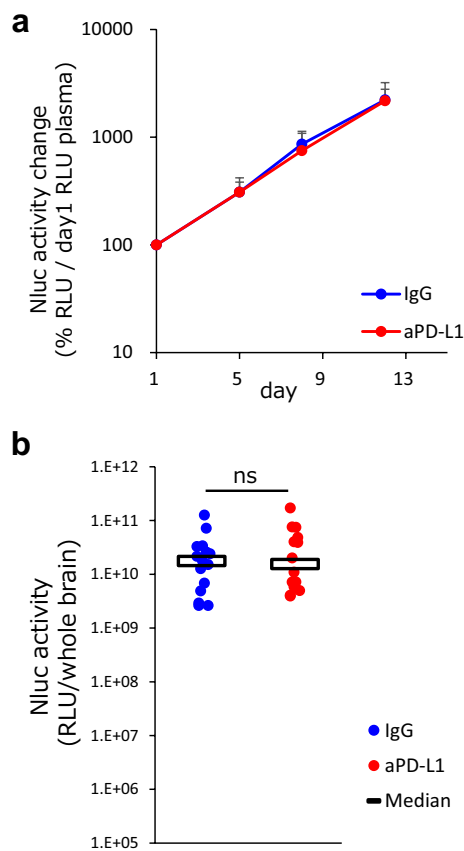 a
10000
1000
100
10
Nluc activity change
(% RLU / day1 RLU plasma)
IgG
aPD-L1
1
5
9
13
day
b
1.E+12
1.E+11
1.E+10
1.E+09
1.E+08
1.E+07
1.E+06
1.E+05
Nluc activity
(RLU/whole brain)
ns
IgG
aPD-L1
Median